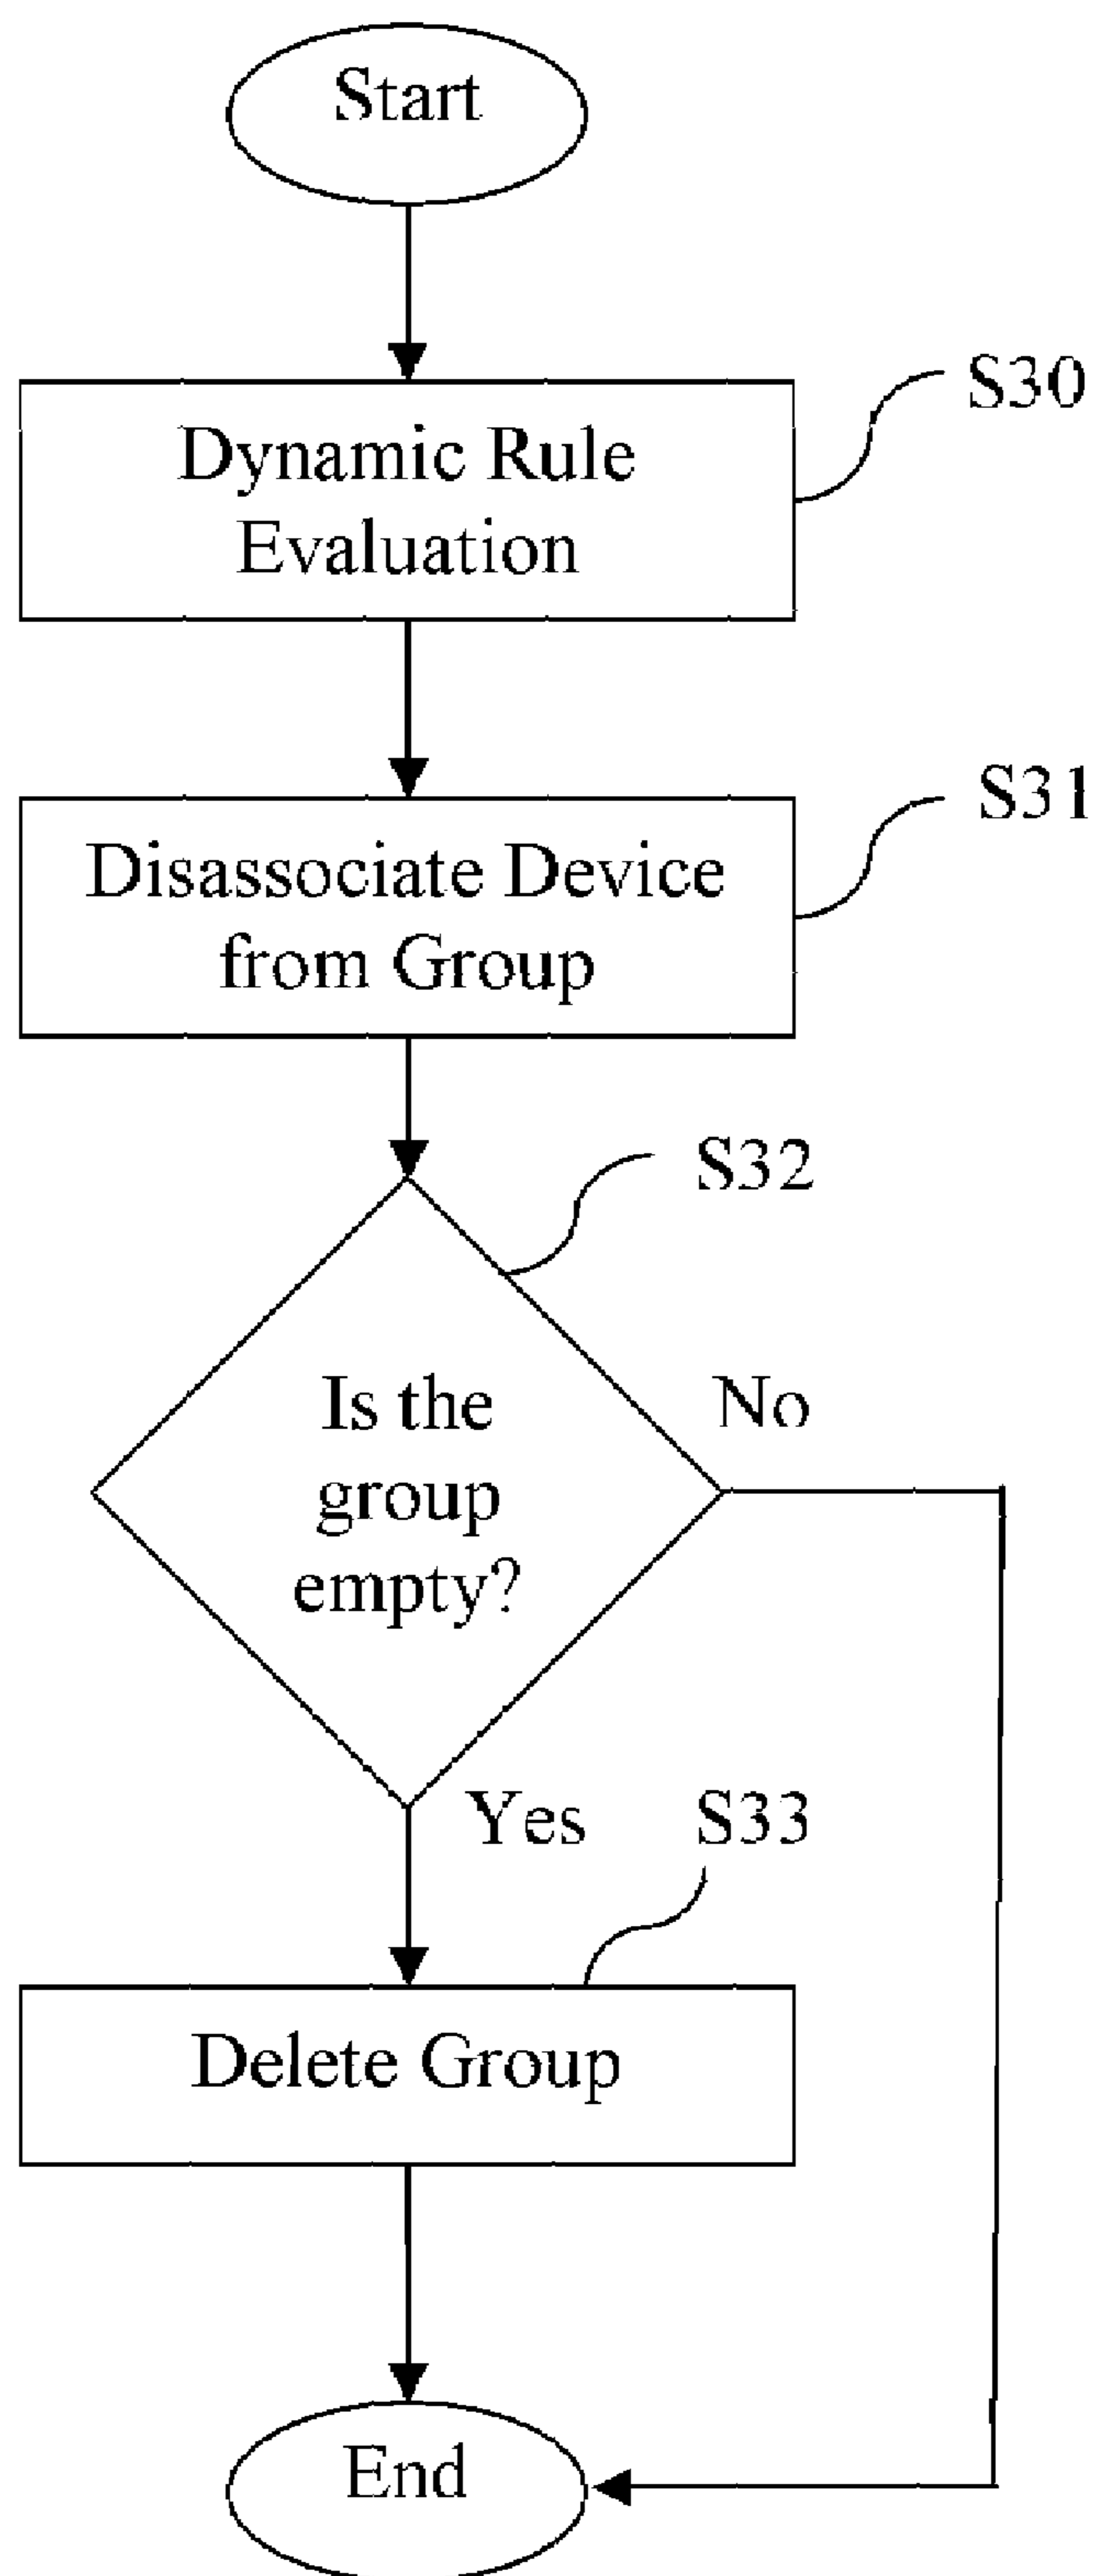 Start
S30
Dynamic Rule
Evaluation
S31
Disassociate Device
from Group
S32
Is the
group
empty?
No
Yes
S33
Delete Group
End